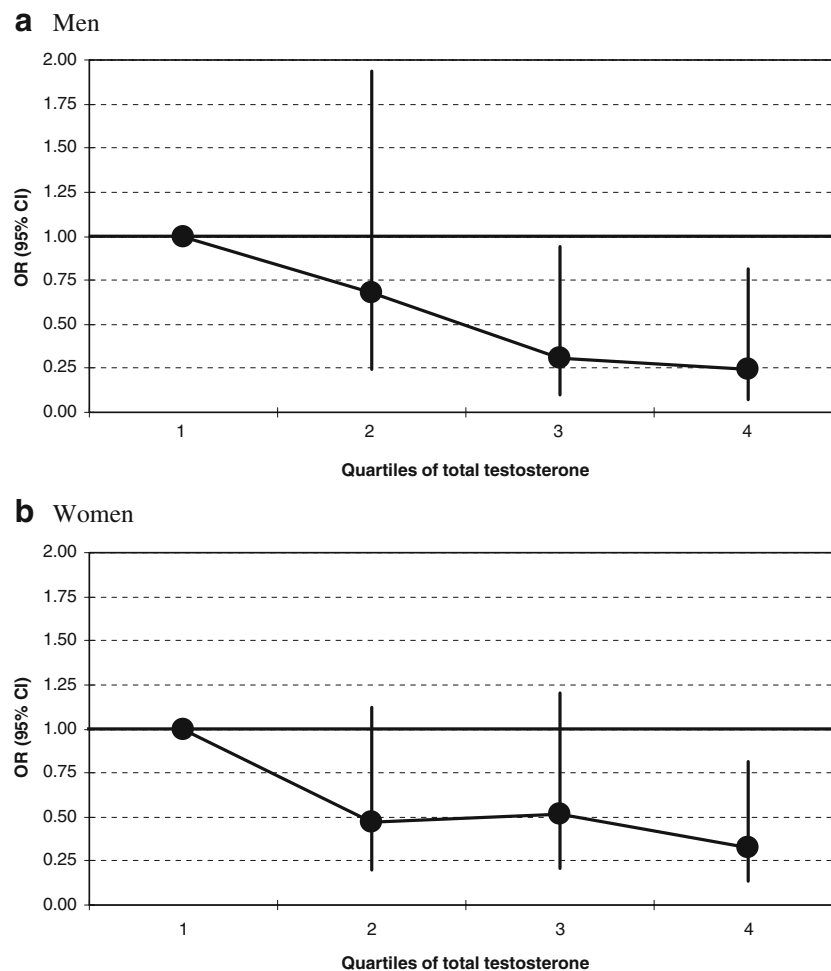 a Men
2.00
1.75
1.50
1.25
1.00
0.75
0.50
0.25
0.00
OR (95% CI)
1 2 3 4
Quartiles of total testosterone
b Women
2.00
1.75
1.50
1.25
1.00
0.75
0.50
0.25
0.00
OR (95% CI)
1 2 3 4
Quartiles of total testosterone